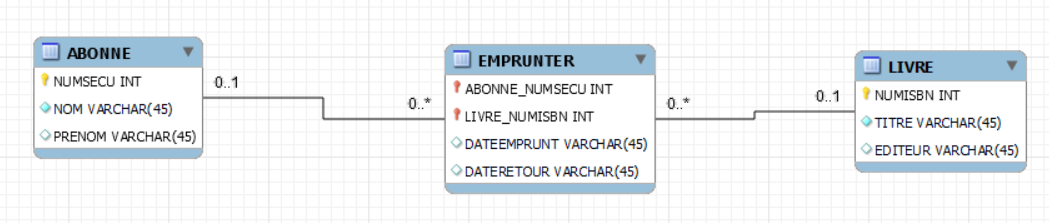 ABONNE
NUMSECU INT
NOM VARCHAR(45)
PRENOM VARCHAR(45)
0..1
0..*
EMPRUNTER
ABONNE_NUMSECU INT
LIVRE_NUMISBN INT
DATEEMPRUNT VARCHAR(45)
DATERETOUR VARCHAR(45)
0..*
0..1
LIVRE
NUMISBN INT
TITRE VARCHAR(45)
EDITEUR VARCHAR(45)